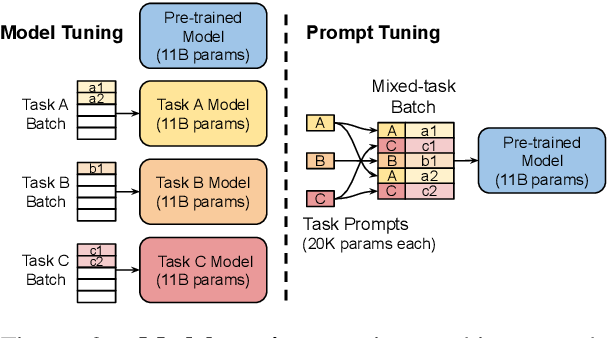 Model Tuning
Pre-trained
Model
(11B params)
Task A
Batch
a1
a2
Task A Model
(11B params)
Task B
Batch
b1
Task B Model
(11B params)
Task C
Batch
c1
c2
Task C Model
(11B params)
Prompt Tuning
Mixed-task
Batch
A
B
C
A a1
C c1
B b1
A a2
C c2
Task Prompts
(20K params each)
Pre-trained
Model
(11B params)